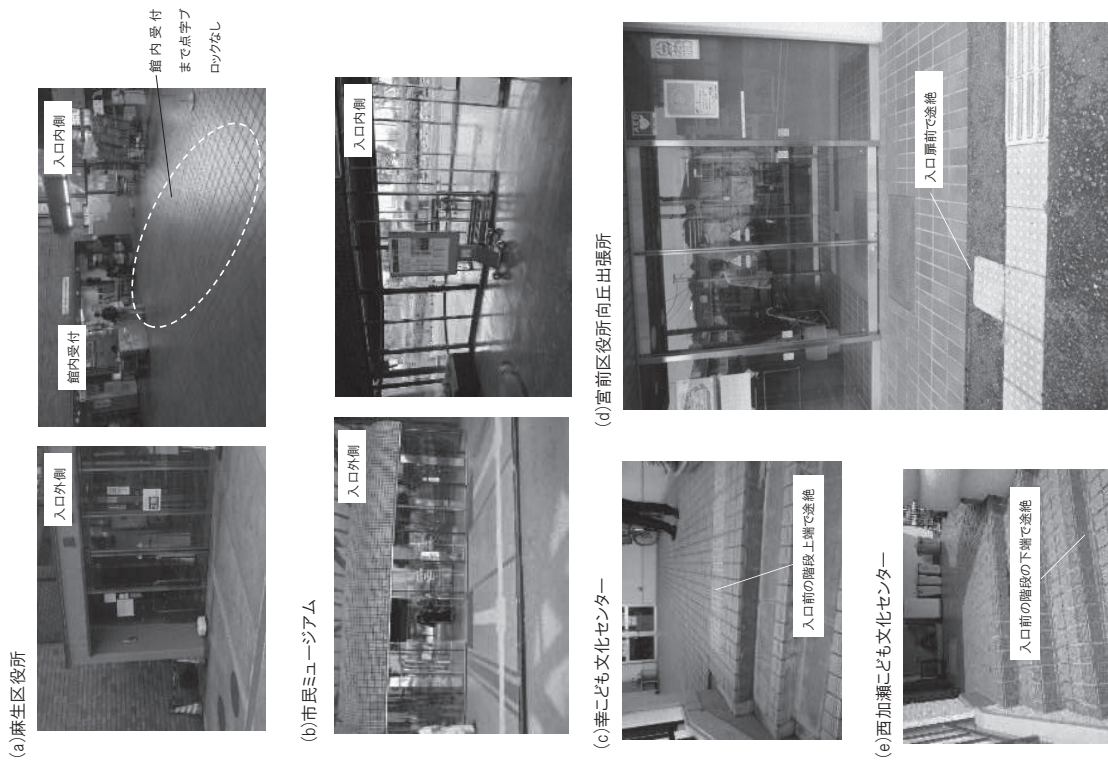 (a)麻生区役所
入口外側
入口内側
館内受付
館内受付
まで点字ブ
ロックなし
(b)市民ミュージアム
入口外側
入口内側
(c)幸こども文化センター
入口前の階段上端で途絶
(d)宮前区役所向丘出張所
入口扉前で途絶
(e)西加瀬こども文化センター
入口前の階段の下端で途絶